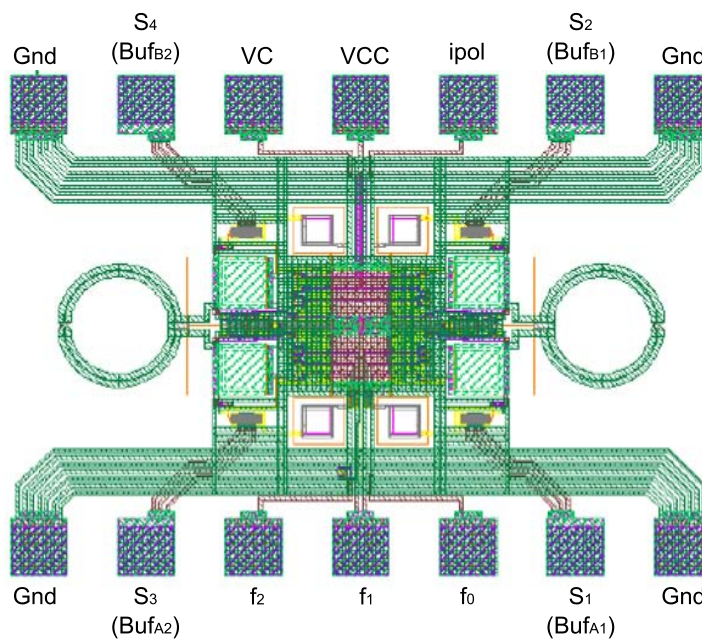 S4 S2
Gnd (BufB2) VC VCC ipol (BufB1) Gnd
Gnd S3 f2 f1 f0 S1 Gnd
(BufA2) (BufA1)